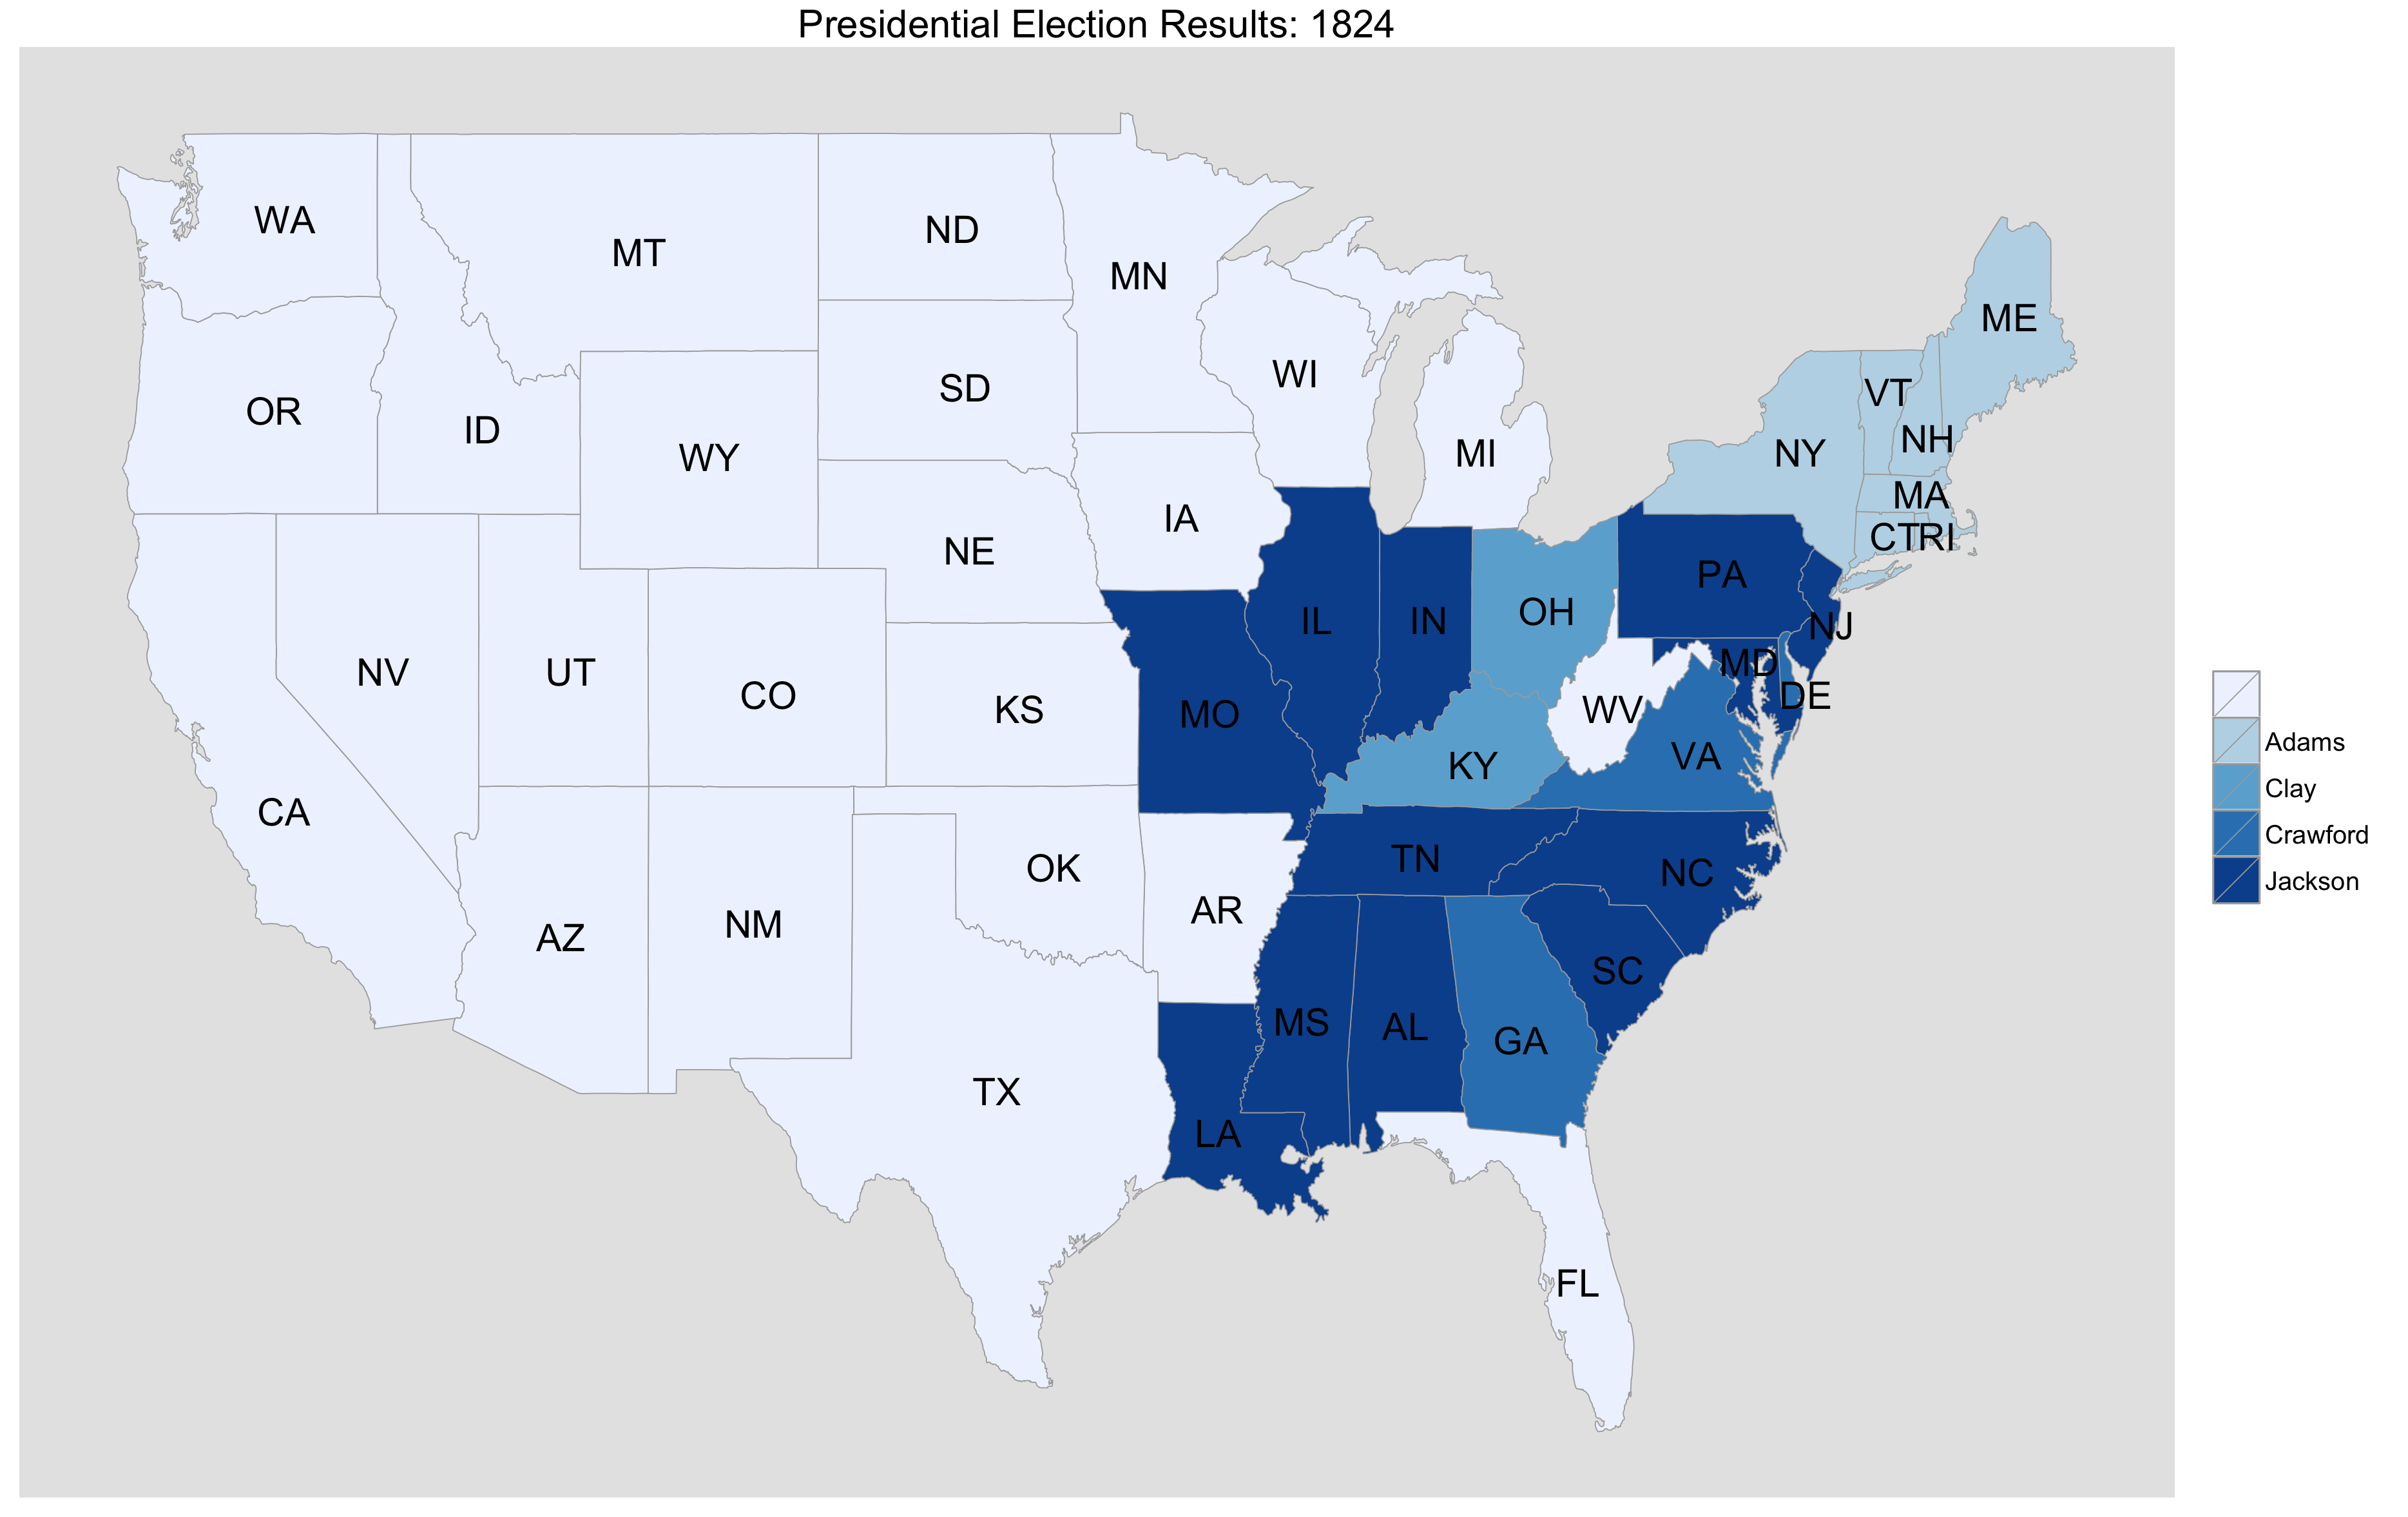 Presidential Election Results: 1824
WA
MT
ND
MN
ME
OR
ID
WY
SD
WI
MI
VT
NH
NY
MA
CT
RI
IA
NE
PA
NV
UT
CO
KS
MO
IL
IN
OH
NJ
MD
DE
WV
VA
KY
CA
OK
AR
TN
NC
AZ
NM
SC
MS
AL
GA
TX
LA
FL
Adams
Clay
Crawford
Jackson